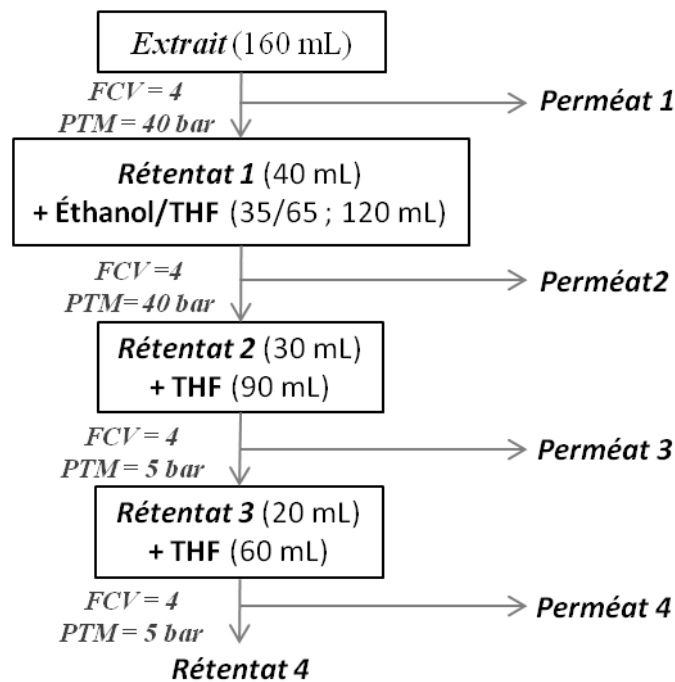 Extrait (160 mL)
FCV = 4
PTM = 40 bar
Perméat 1
Rétentat 1 (40 mL)
+ Éthanol/THF (35/65 ; 120 mL)
FCV =4
PTM= 40 bar
Perméat2
Rétentat 2 (30 mL)
+ THF (90 mL)
FCV = 4
PTM = 5 bar
Perméat 3
Rétentat 3 (20 mL)
+ THF (60 mL)
FCV = 4
PTM = 5 bar
Perméat 4
Rétentat 4